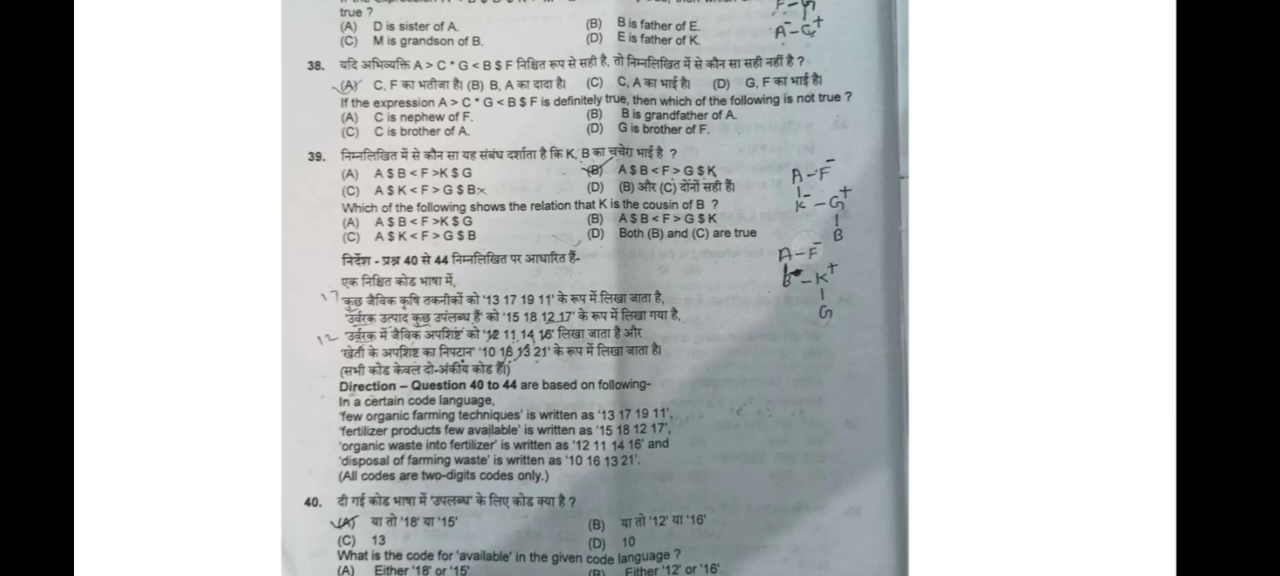 true ?
(A) D is sister of A. (B) B is father of E.
(C) M is grandson of B. (D) E is father of K.
38. यदि अभिव्यक्ति A > C * G < B $ F निश्चित रूप से सही है, तो निम्नलिखित में से कौन सा सही नहीं है ?
(A) C, F का भतीजा है। (B) B, A का दादा है। (C) C, A का भाई है। (D) G, F का भाई है।
If the expression A > C * G < B $ F is definitely true, then which of the following is not true ?
(A) C is nephew of F. (B) B is grandfather of A.
(C) C is brother of A. (D) G is brother of F.
39. निम्नलिखित में से कौन सा यह संबंध दर्शाता है कि K, B का चचेरा भाई है ?
(A) A $ B < F > K $ G (B) A $ B < F > G $ K
(C) A $ K < F > G $ B (D) (B) और (C) दोनों सही हैं।
Which of the following shows the relation that K is the cousin of B ?
(A) A $ B < F > K $ G (B) A $ B < F > G $ K
(C) A $ K < F > G $ B (D) Both (B) and (C) are true
A - F
K - G +
B
A - F
B - K +
G
निर्देश - प्रश्न 40 से 44 निम्नलिखित पर आधारित हैं-
एक निश्चित कोड भाषा में,
17 'कुछ जैविक कृषि तकनीकों को '13 17 19 11' के रूप में लिखा जाता है,
'उर्वरक उत्पाद कुछ उपलब्ध हैं' को '15 18 12 17' के रूप में लिखा गया है,
12 'उर्वरक में जैविक अपशिष्ट' को '12 11 14 16' लिखा जाता है और
'खेती के अपशिष्ट का निपटान' '10 16 13 21' के रूप में लिखा जाता है।
(सभी कोड केवल दो-अंकीय कोड हैं।)
Direction – Question 40 to 44 are based on following-
In a certain code language,
'few organic farming techniques' is written as '13 17 19 11',
'fertilizer products few available' is written as '15 18 12 17',
'organic waste into fertilizer' is written as '12 11 14 16' and
'disposal of farming waste' is written as '10 16 13 21'.
(All codes are two-digits codes only.)
40. दी गई कोड भाषा में 'उपलब्ध' के लिए कोड क्या है ?
(A) या तो '18' या '15' (B) या तो '12' या '16'
(C) 13 (D) 10
What is the code for 'available' in the given code language ?
(A) Either '18' or '15' (B) Either '12' or '16'